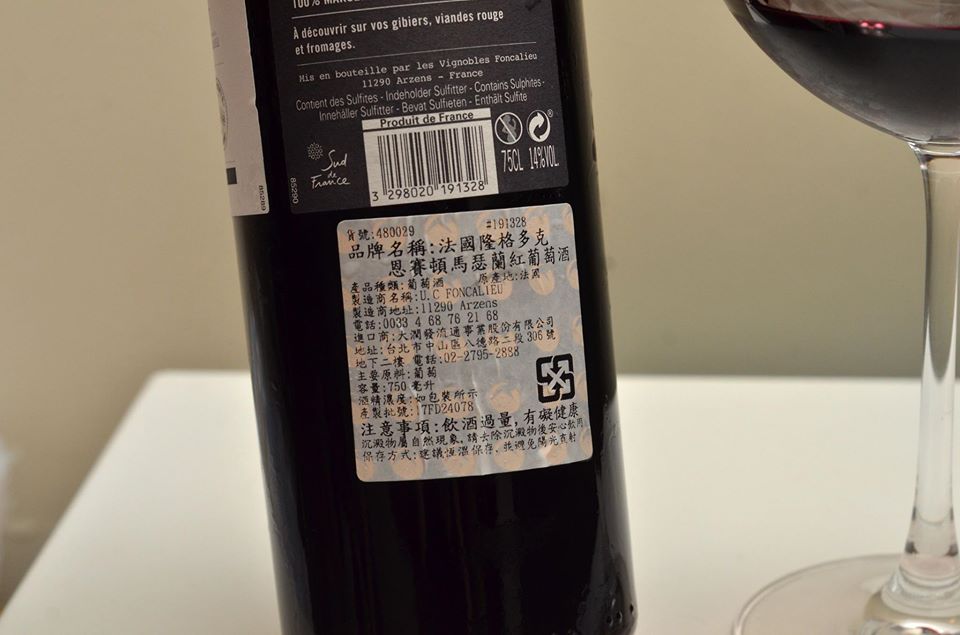 À découvrir sur vos gibiers, viandes rouge
et fromages.
Mis en bouteille par les Vignobles Foncalieu
11290 Arzens - France
Contient des Sulfites - Indeholder Sulfitter - Contains Sulphites -
Innehåller Sulfitter - Bevat Sulfieten - Enthält Sulfite
Produit de France
3 298020 191328
75CL 14%VOL.
Sud
de
France
85290
85289
貨號:480029 #191328
品牌名稱:法國隆格多克
恩賽頓馬瑟蘭紅葡萄酒
產品種類:葡萄酒 原產地:法國
製造商名稱:U.C FONCALIEU
製造商地址:11290 Arzens
電話:0033 4 68 76 21 68
進口商:大潤發流通事業股份有限公司
地址:台北市中山區八德路二段306號
地下二樓 電話:02-2795-2888
主要原料:葡萄
容量:750毫升
酒精濃度:如包裝所示
產製批號:17FD24078
注意事項:飲酒過量,有礙健康
沉澱物屬自然現象,請去除沉澱物後安心飲用
保存方式:建議恆溫保存,並避免陽光直射